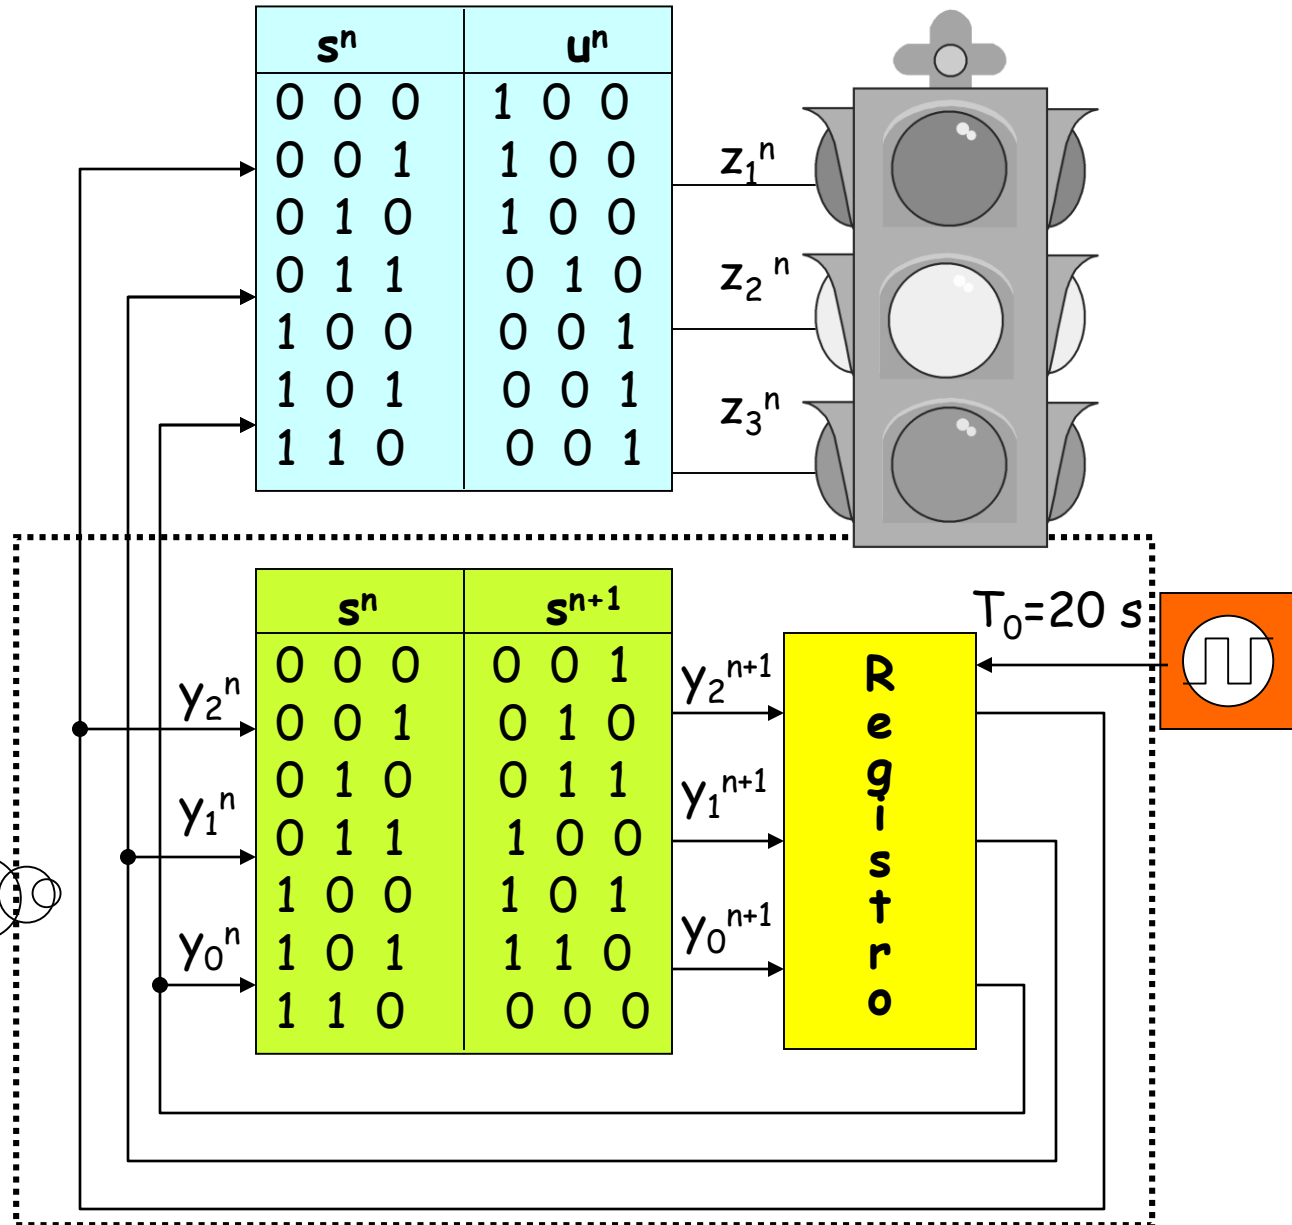 sⁿ uⁿ
0 0 0 1 0 0
0 0 1 1 0 0
0 1 0 1 0 0
0 1 1 0 1 0
1 0 0 0 0 1
1 0 1 0 0 1
1 1 0 0 0 1
z₁ⁿ
z₂ⁿ
z₃ⁿ
T₀=20 s
sⁿ sⁿ⁺¹
0 0 0 0 0 1
0 0 1 0 1 0
0 1 0 0 1 1
0 1 1 1 0 0
1 0 0 1 0 1
1 0 1 1 1 0
1 1 0 0 0 0
y₂ⁿ
y₁ⁿ
y₀ⁿ
y₂ⁿ⁺¹
y₁ⁿ⁺¹
y₀ⁿ⁺¹
Registro